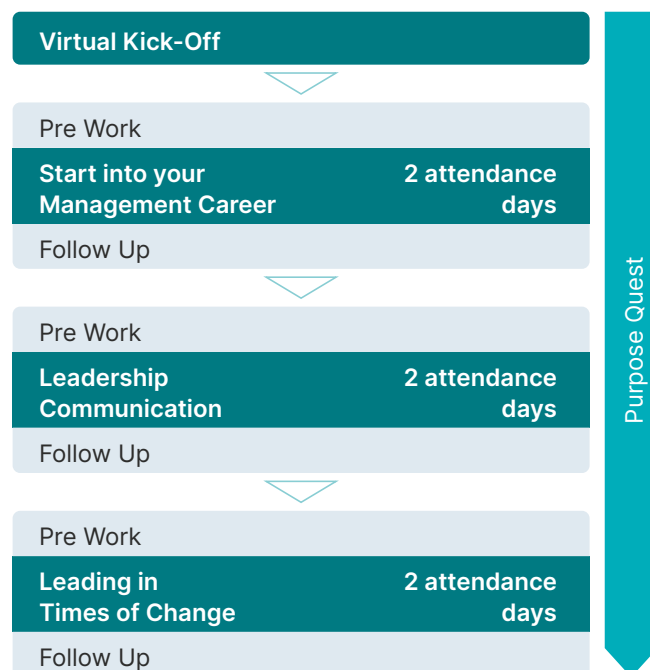 Virtual Kick-Off
Pre Work
Start into your
Management Career
2 attendance
days
Follow Up
Pre Work
Leadership
Communication
2 attendance
days
Follow Up
Pre Work
Leading in
Times of Change
2 attendance
days
Follow Up
Purpose Quest